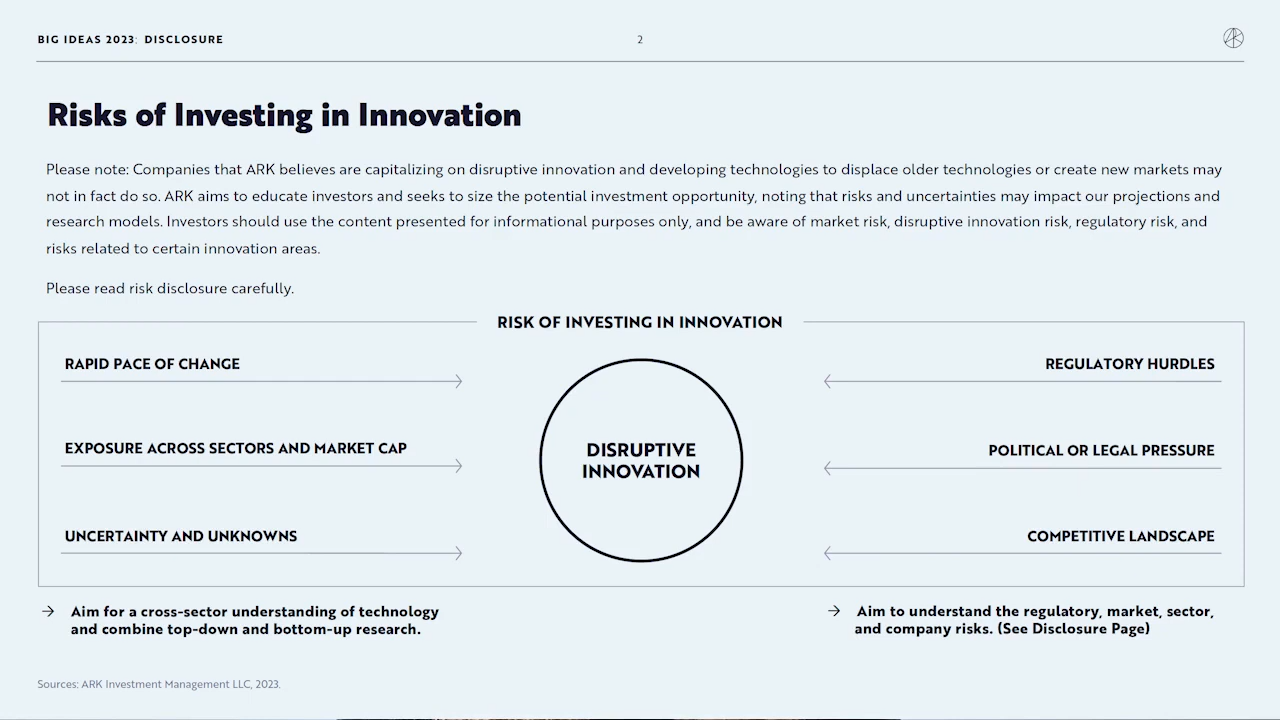 BIG IDEAS 2023: DISCLOSURE
2
Risks of Investing in Innovation
Please note: Companies that ARK believes are capitalizing on disruptive innovation and developing technologies to displace older technologies or create new markets may
not in fact do so. ARK aims to educate investors and seeks to size the potential investment opportunity, noting that risks and uncertainties may impact our projections and
research models. Investors should use the content presented for informational purposes only, and be aware of market risk, disruptive innovation risk, regulatory risk, and
risks related to certain innovation areas.
Please read risk disclosure carefully.
RISK OF INVESTING IN INNOVATION
RAPID PACE OF CHANGE
EXPOSURE ACROSS SECTORS AND MARKET CAP
UNCERTAINTY AND UNKNOWNS
DISRUPTIVE
INNOVATION
REGULATORY HURDLES
POLITICAL OR LEGAL PRESSURE
COMPETITIVE LANDSCAPE
Aim for a cross-sector understanding of technology
and combine top-down and bottom-up research.
Aim to understand the regulatory, market, sector,
and company risks. (See Disclosure Page)
Sources: ARK Investment Management LLC, 2023.